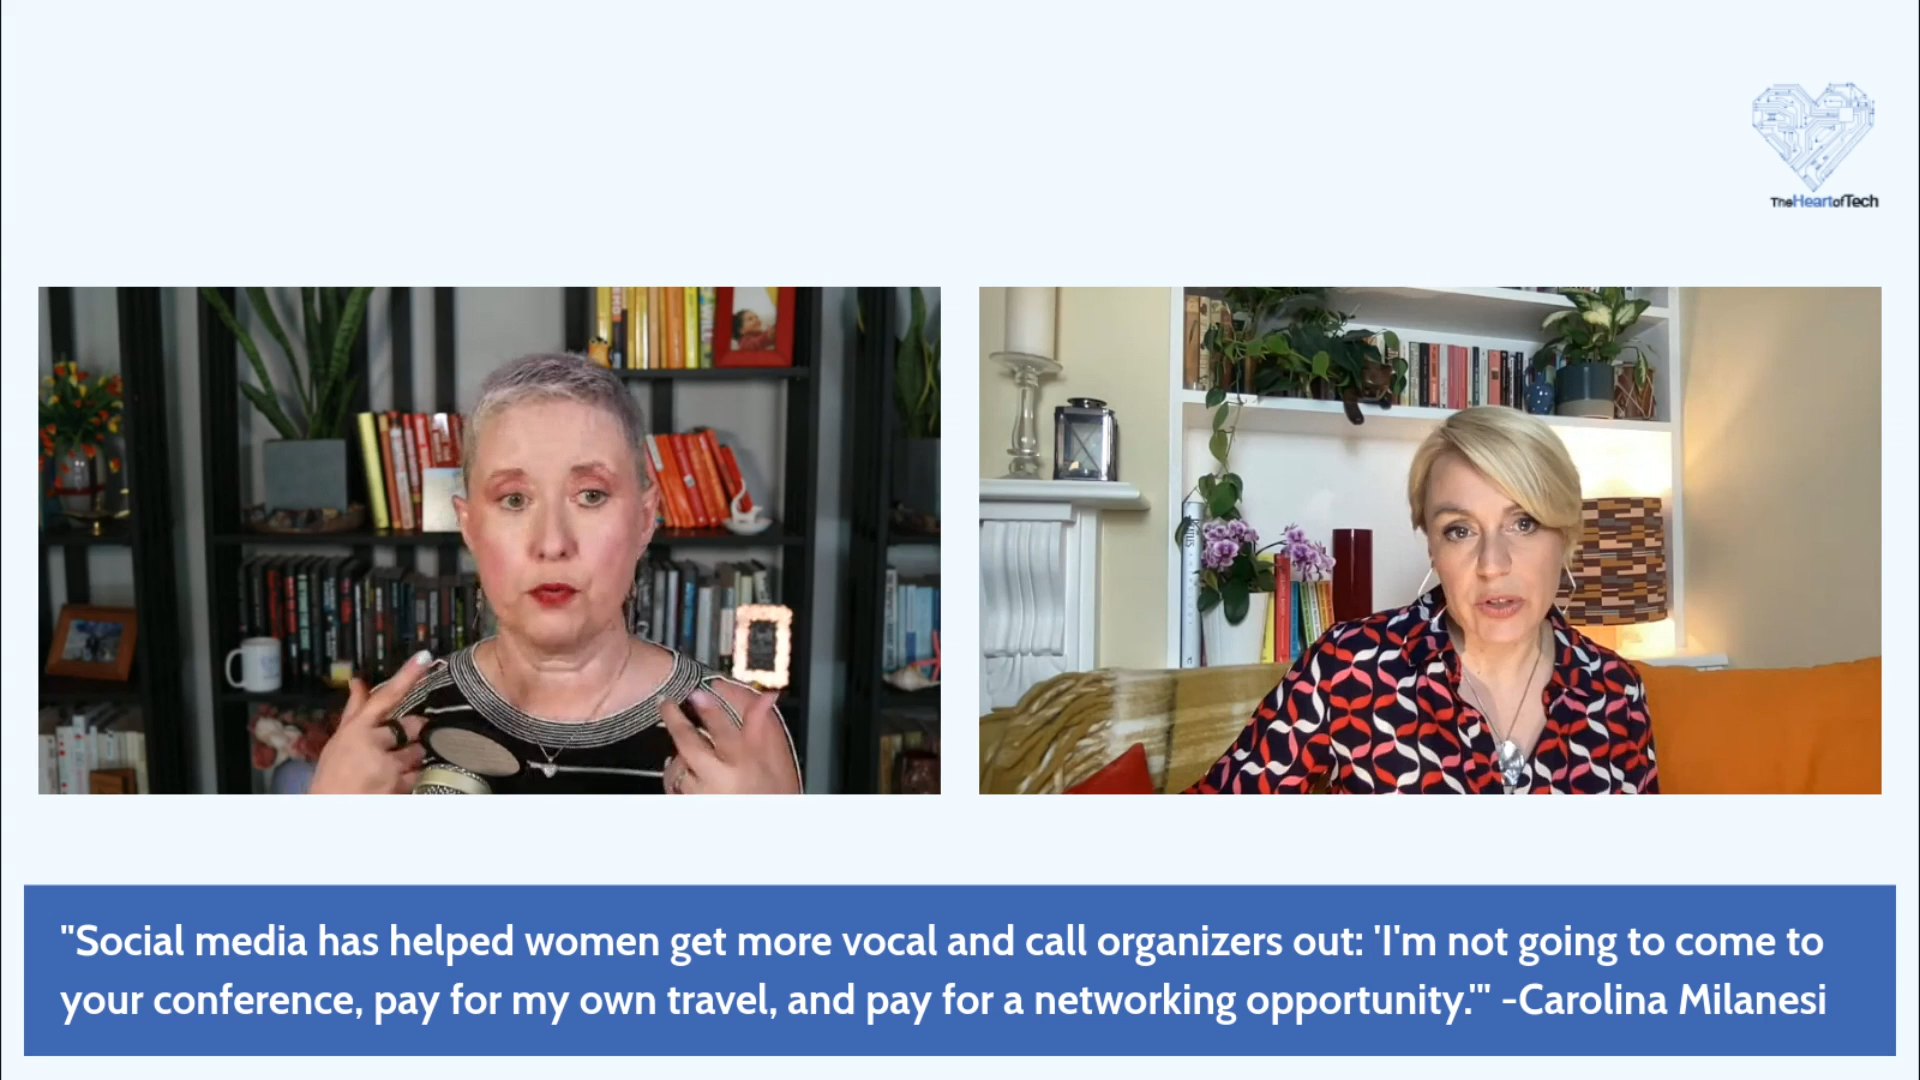 TheHeartofTech
"Social media has helped women get more vocal and call organizers out: 'I'm not going to come to
your conference, pay for my own travel, and pay for a networking opportunity.'" -Carolina Milanesi